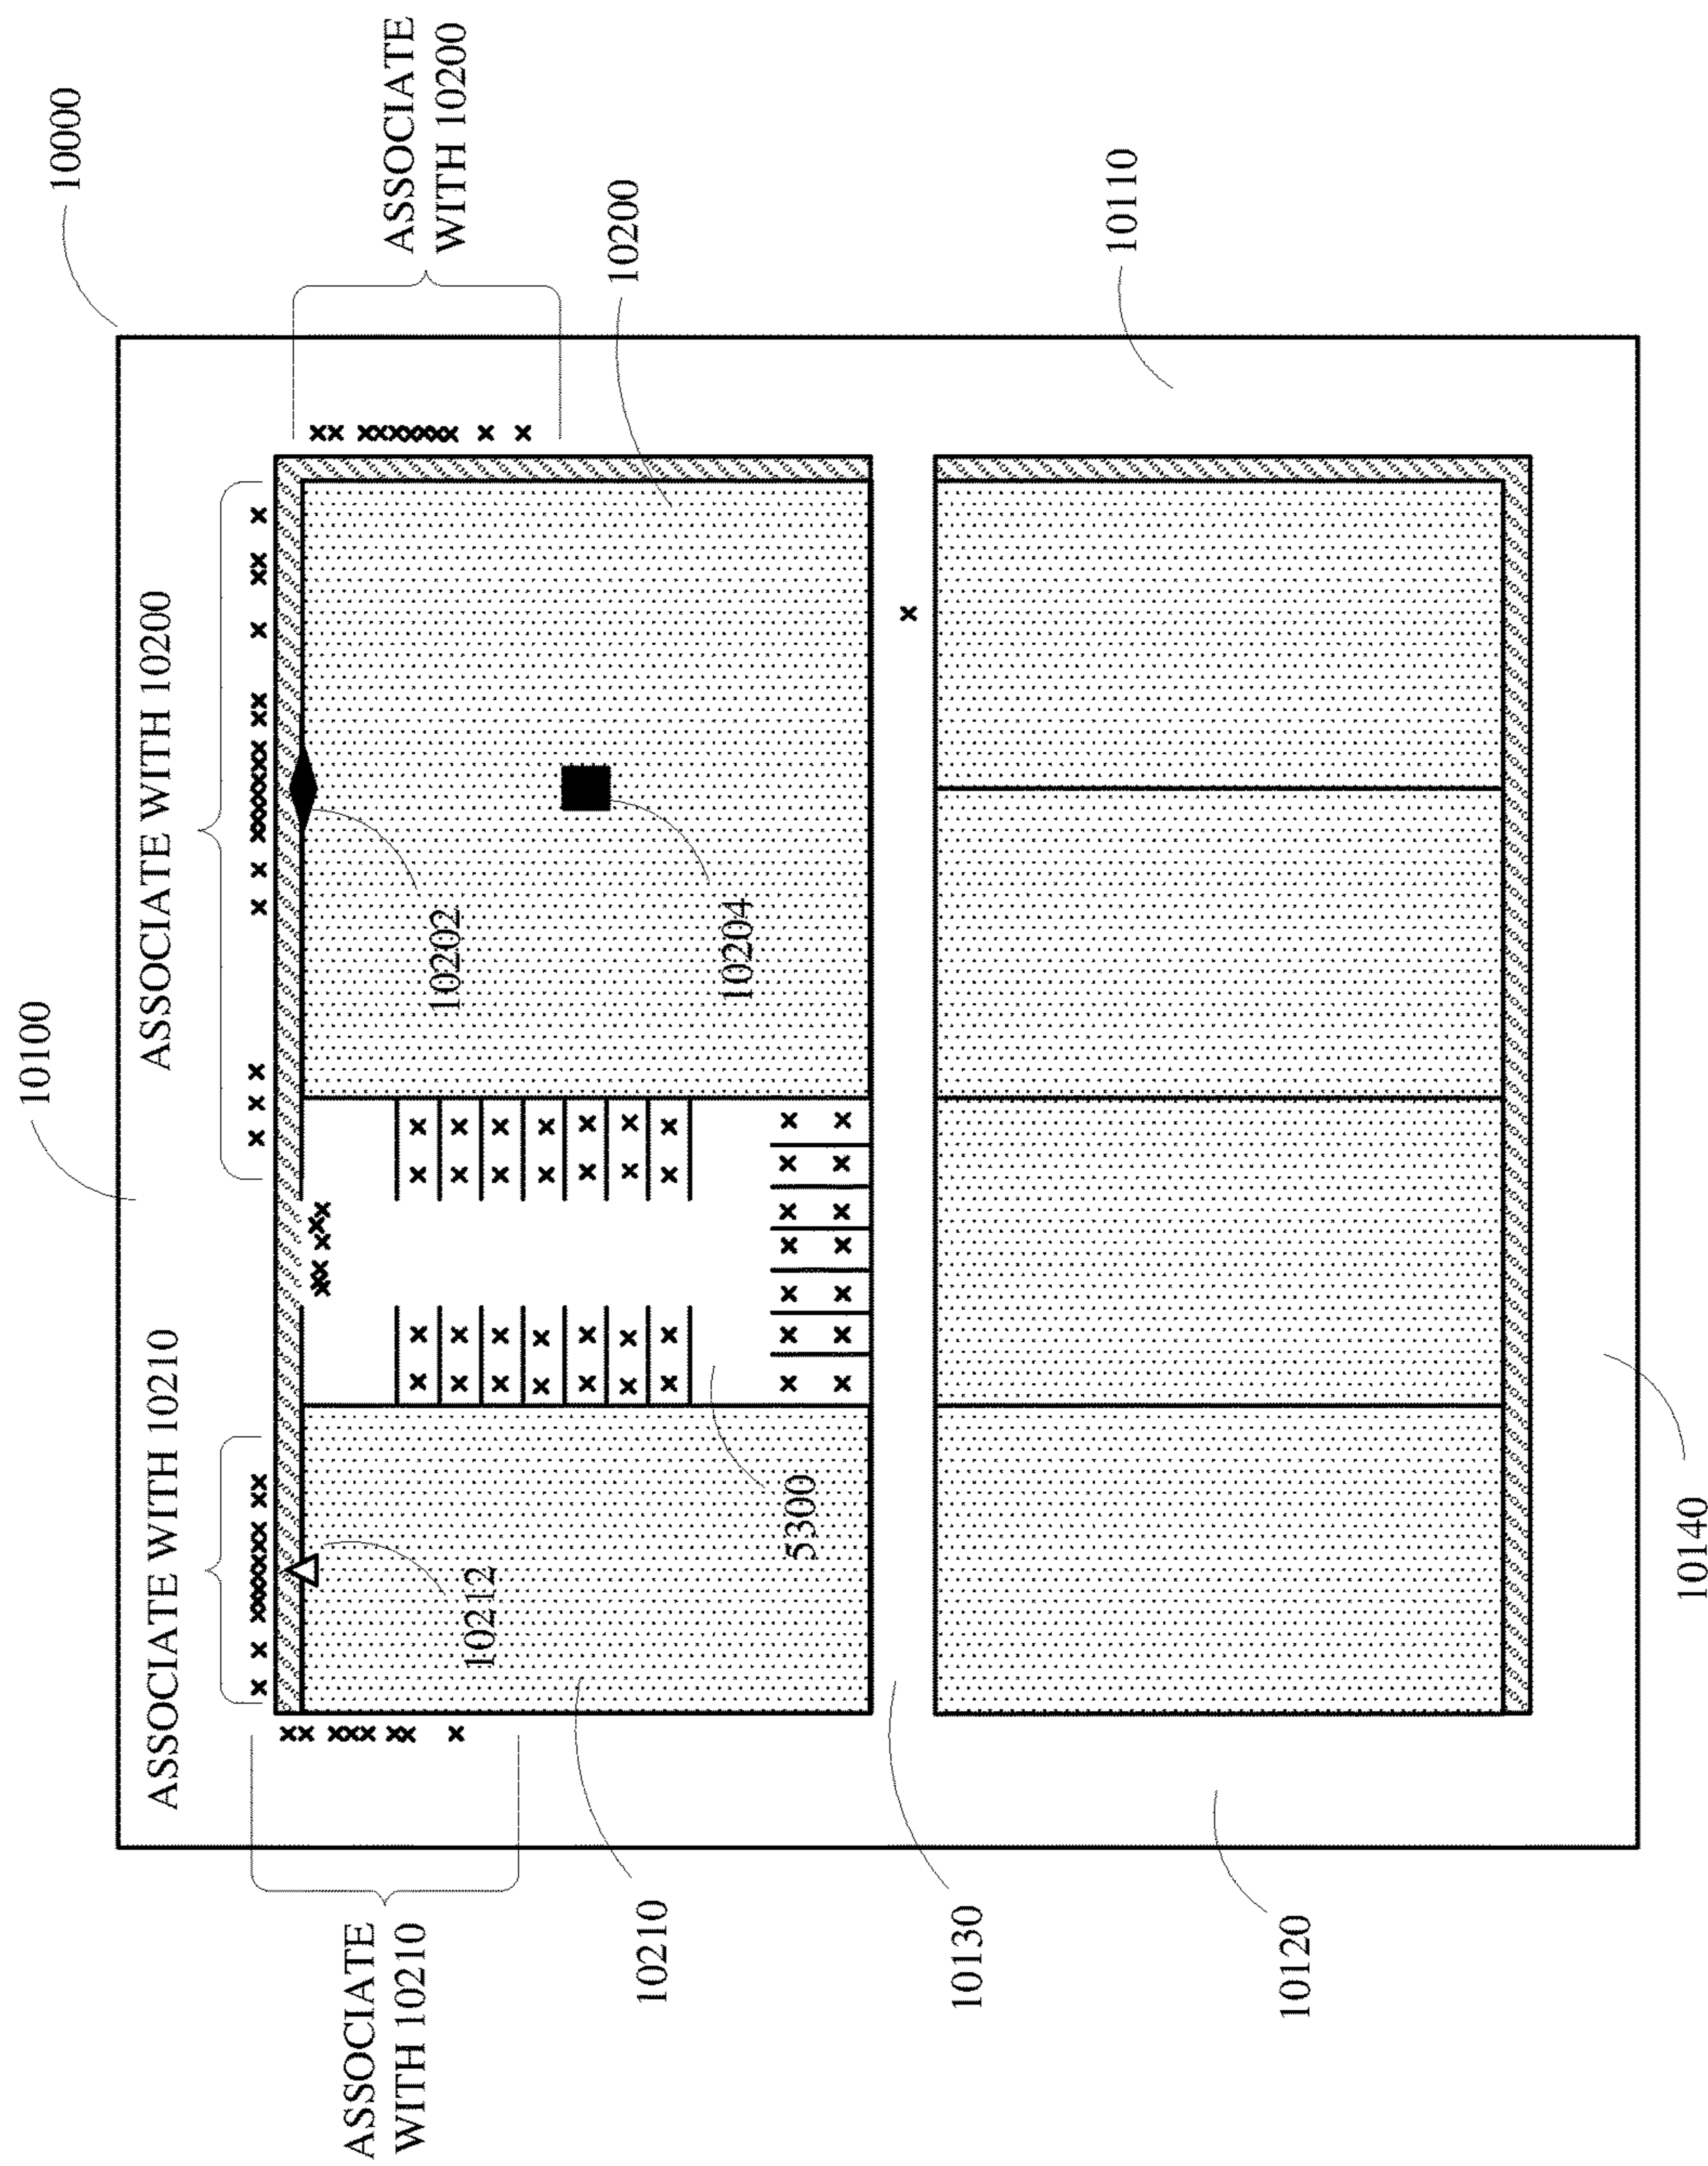 10100
10000
ASSOCIATE WITH 10210
ASSOCIATE WITH 10200
ASSOCIATE
WITH 10210
ASSOCIATE
WITH 10200
10202
10212
10200
10210
10204
5300
10130
10110
10120
10140